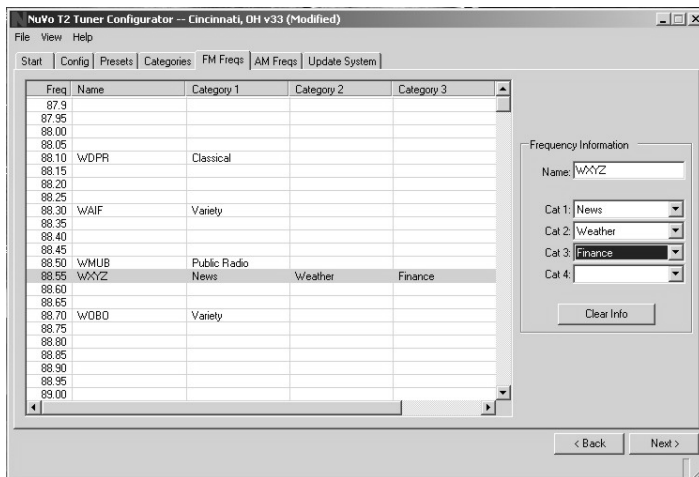 NuVo T2 Tuner Configurator -- Cincinnati, OH v33 (Modified)
File View Help
Start Config Presets Categories FM Freqs AM Freqs Update System
Freq Name Category 1 Category 2 Category 3
87.9
87.95
88.00
88.05
88.10 WDPR Classical
88.15
88.20
88.25
88.30 WAIF Variety
88.35
88.40
88.45
88.50 WMUB Public Radio
88.55 WXYZ News Weather Finance
88.60
88.65
88.70 WOBO Variety
88.75
88.80
88.85
88.90
88.95
89.00
Frequency Information
Name: WXYZ
Cat 1: News
Cat 2: Weather
Cat 3: Finance
Cat 4:
Clear Info
< Back Next >